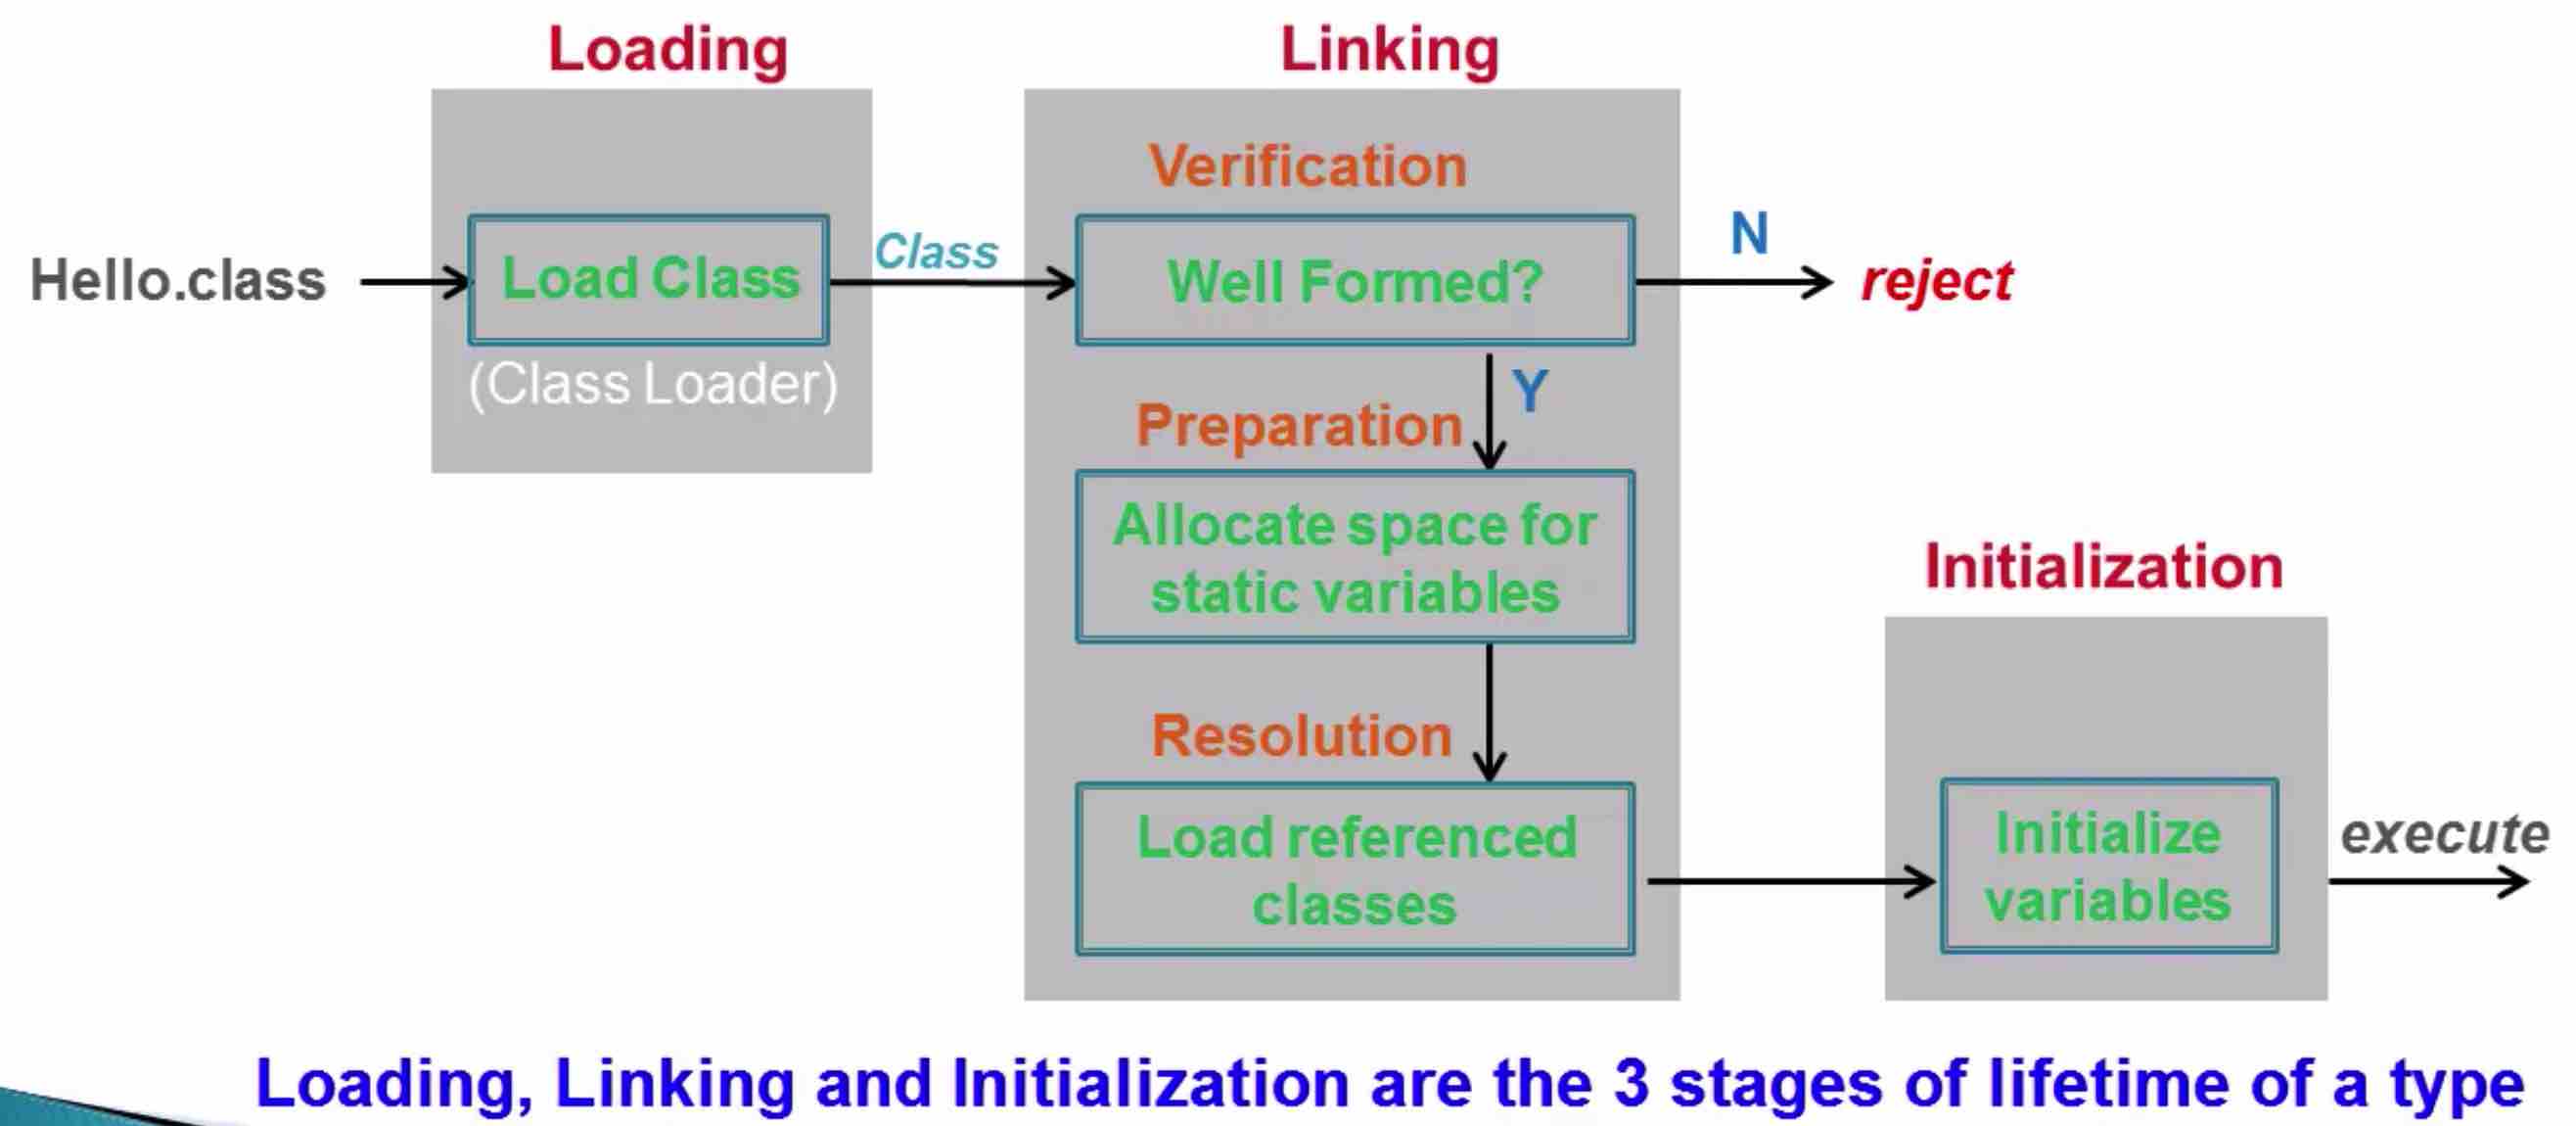 Loading
Linking
Verification
Hello.class
Load Class
Class
Well Formed?
N
reject
(Class Loader)
Y
Preparation
Allocate space for
static variables
Initialization
Resolution
Load referenced
classes
Initialize
variables
execute
Loading, Linking and Initialization are the 3 stages of lifetime of a type